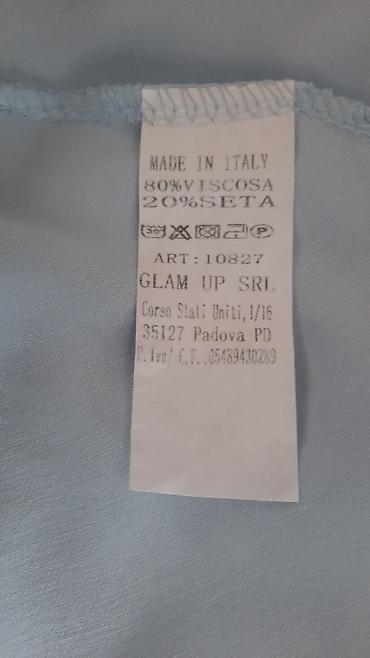 MADE IN ITALY
80%VISCOSA
20%SETA
30 P
ART:10827
GLAM UP SRL
Corso Stati Uniti,1/16
35127 Padova PD
P.Iva/ C.F..05489430289